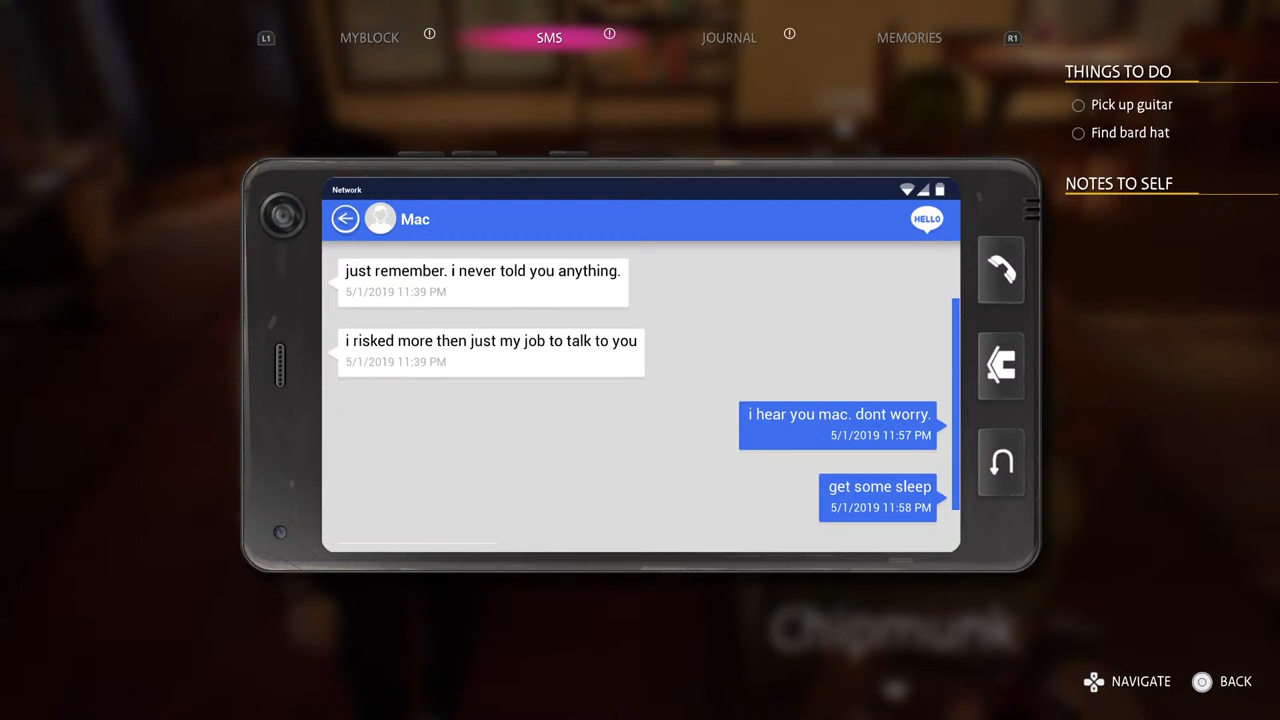 L1
MYBLOCK
SMS
JOURNAL
MEMORIES
R1
THINGS TO DO
Pick up guitar
Find bard hat
NOTES TO SELF
Network
Mac
HELLO
just remember. i never told you anything.
5/1/2019 11:39 PM
i risked more then just my job to talk to you
5/1/2019 11:39 PM
i hear you mac. dont worry.
5/1/2019 11:57 PM
get some sleep
5/1/2019 11:58 PM
Chipmunk
NAVIGATE
BACK